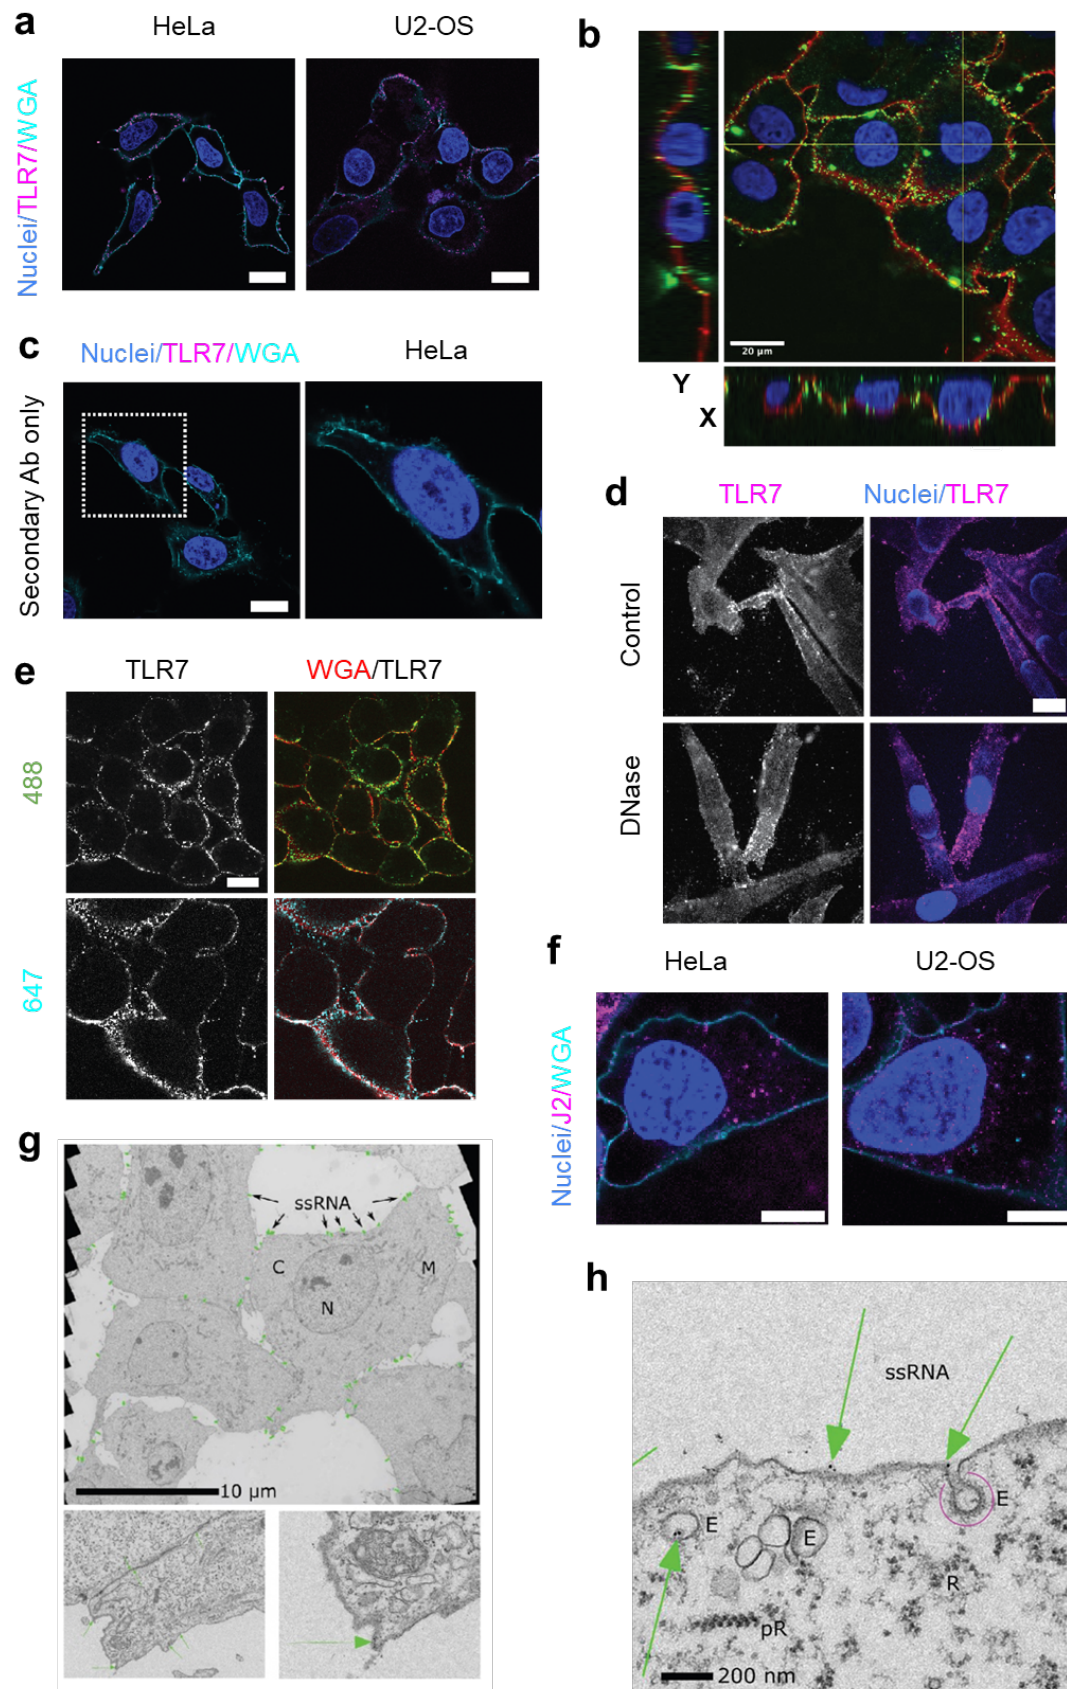 a
HeLa
U2-OS
Nuclei/TLR7/WGA
b
20 µm
Y
X
c
Nuclei/TLR7/WGA
HeLa
Secondary Ab only
d
TLR7
Nuclei/TLR7
Control
DNase
e
TLR7
WGA/TLR7
488
647
f
HeLa
U2-OS
Nuclei/J2/WGA
g
ssRNA
C
M
N
10 µm
h
ssRNA
E
E
E
R
pR
200 nm